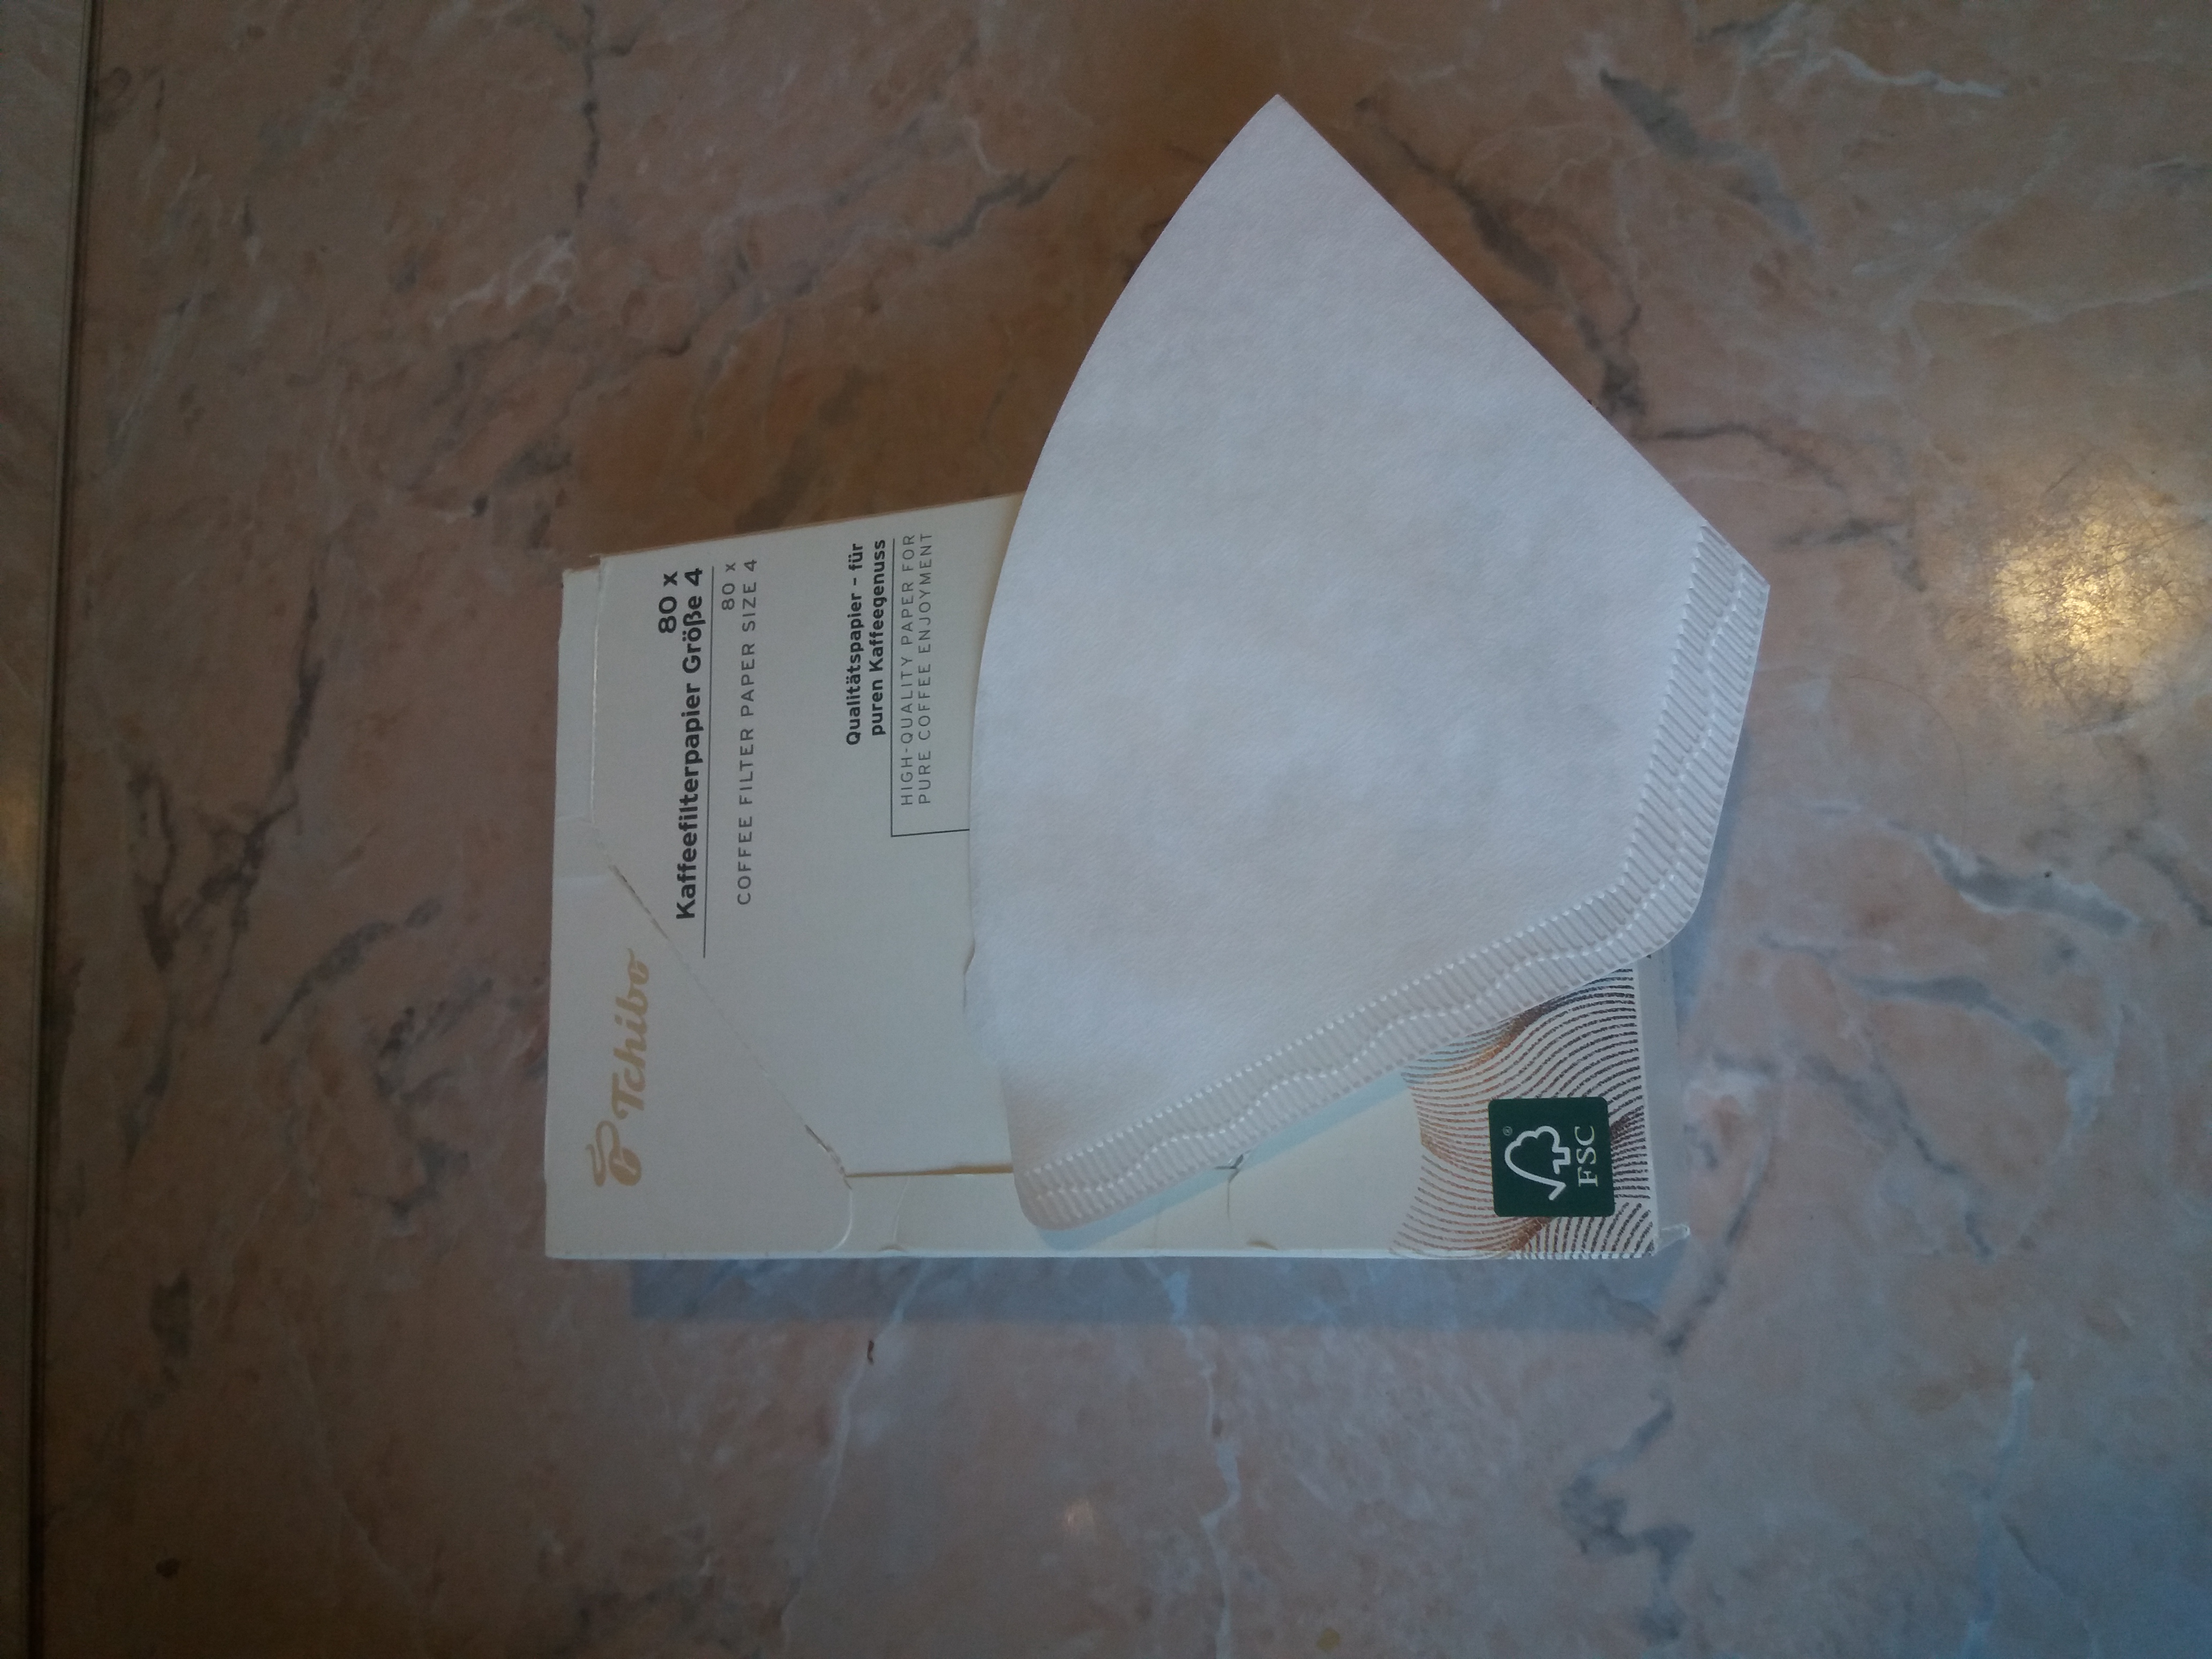 Tchibo
80 x
Kaffeefilterpapier Größe 4
80 x
COFFEE FILTER PAPER SIZE 4
Qualitätspapier - für
puren Kaffeegenuss
HIGH-QUALITY PAPER FOR
PURE COFFEE ENJOYMENT
®
FSC